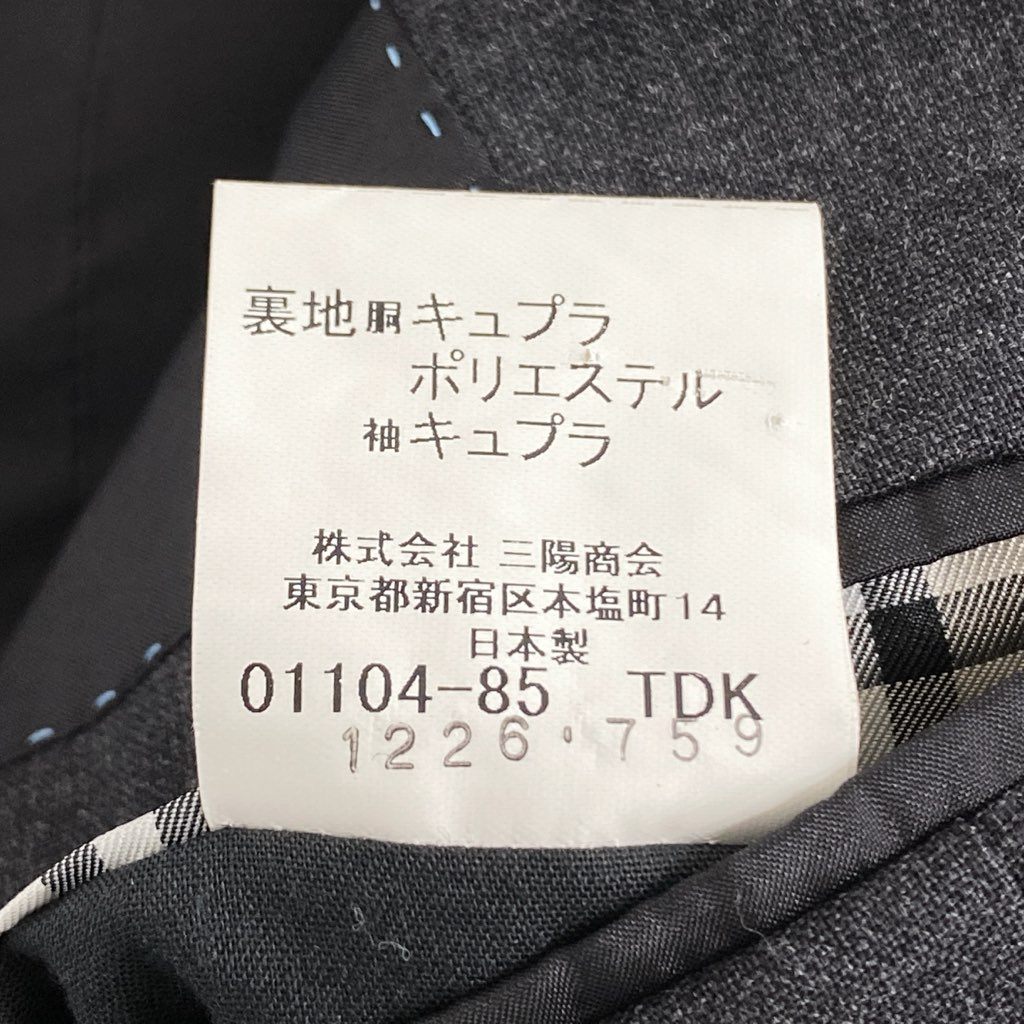 裏地胴キュプラ
ポリエステル
袖キュプラ
株式会社 三陽商会
東京都新宿区本塩町14
日本製
01104-85 TDK
1226・759